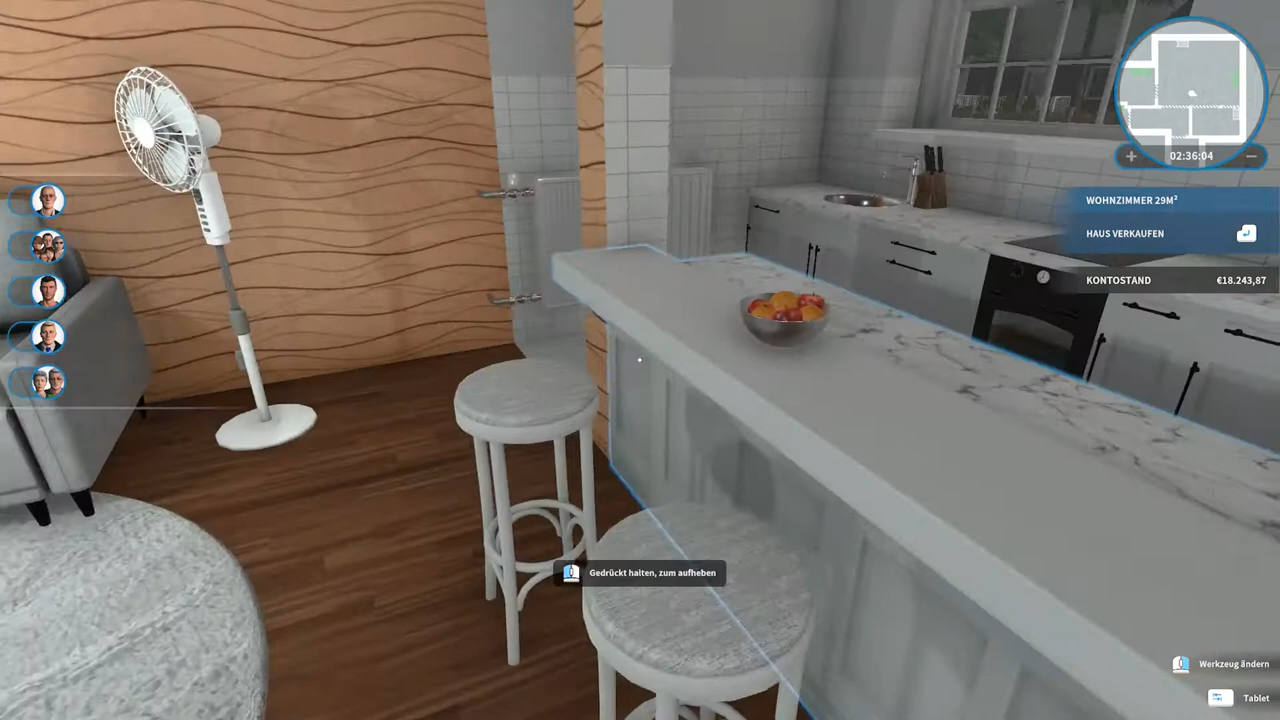 02:36:04
WOHNZIMMER 29M²
HAUS VERKAUFEN
KONTOSTAND €18.243,87
Gedrückt halten, zum aufheben
Werkzeug ändern
Tablet